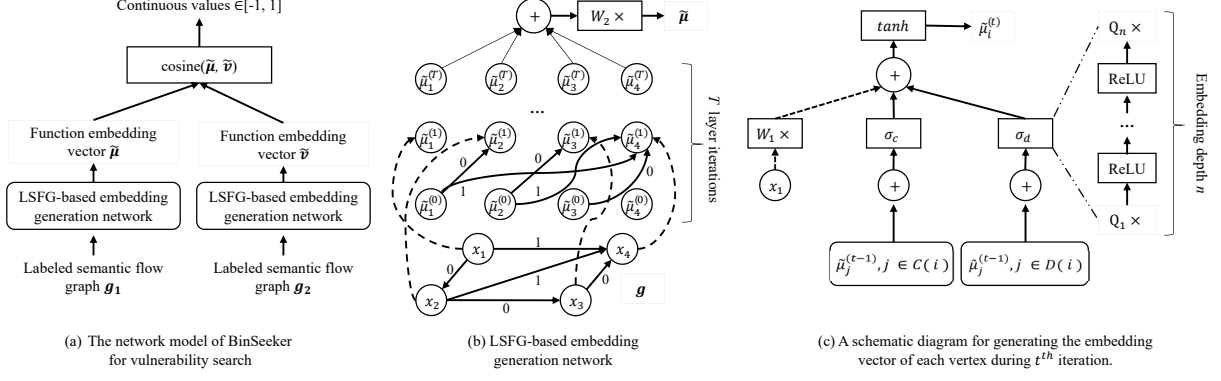 Continuous values ∈[-1, 1]
cosine(μ̃, ṽ)
Function embedding
vector μ̃
Function embedding
vector ṽ
LSFG-based embedding
generation network
LSFG-based embedding
generation network
Labeled semantic flow
graph g₁
Labeled semantic flow
graph g₂
(a) The network model of BinSeeker
for vulnerability search
+
W₂ ×
μ̃
μ̃₁^(T)
μ̃₂^(T)
μ̃₃^(T)
μ̃₄^(T)
...
μ̃₁^(1)
μ̃₂^(1)
μ̃₃^(1)
μ̃₄^(1)
0
0
0
1
1
μ̃₁^(0)
μ̃₂^(0)
μ̃₃^(0)
μ̃₄^(0)
T layer iterations
x₁
1
x₄
0
1
0
x₂
0
x₃
g
(b) LSFG-based embedding
generation network
tanh
μ̃ᵢ^(t)
+
W₁ ×
σ_c
σ_d
x₁
+
+
μ̃ⱼ^(t−1), j ∈ C( i )
μ̃ⱼ^(t−1), j ∈ D( i )
Qₙ ×
ReLU
...
ReLU
Q₁ ×
Embedding depth n
(c) A schematic diagram for generating the embedding
vector of each vertex during t^th iteration.